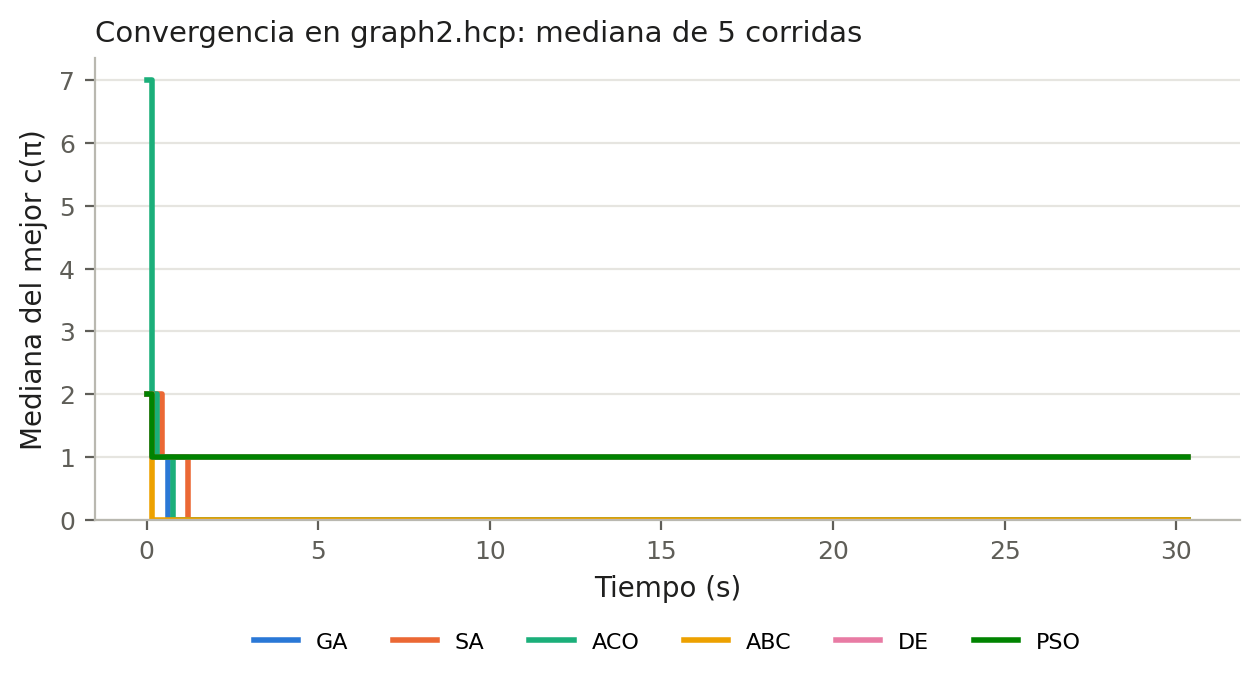 Convergencia en graph2.hcp: mediana de 5 corridas
Mediana del mejor c(π)
7
6
5
4
3
2
1
0
0 5 10 15 20 25 30
Tiempo (s)
GA SA ACO ABC DE PSO